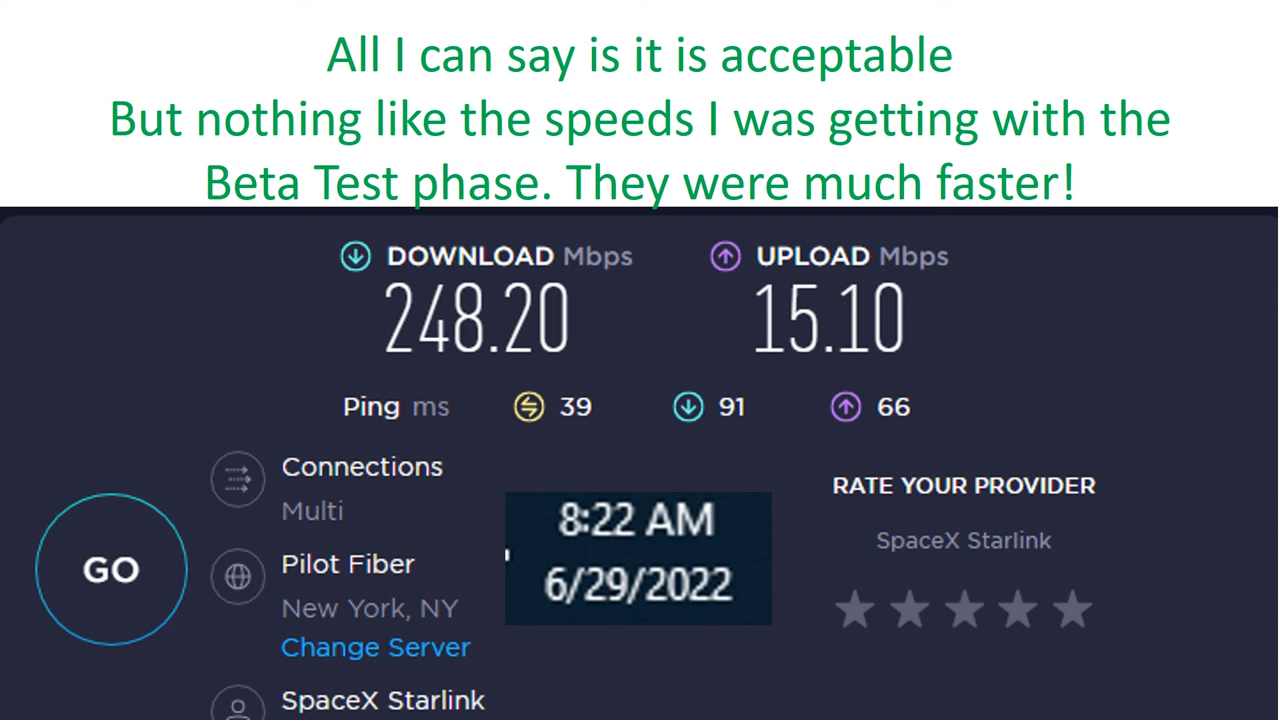 All I can say is it is acceptable
But nothing like the speeds I was getting with the
Beta Test phase. They were much faster!
DOWNLOAD Mbps
248.20
UPLOAD Mbps
15.10
Ping ms 39 91 66
Connections
Multi
GO
Pilot Fiber
New York, NY
Change Server
SpaceX Starlink
8:22 AM
6/29/2022
RATE YOUR PROVIDER
SpaceX Starlink